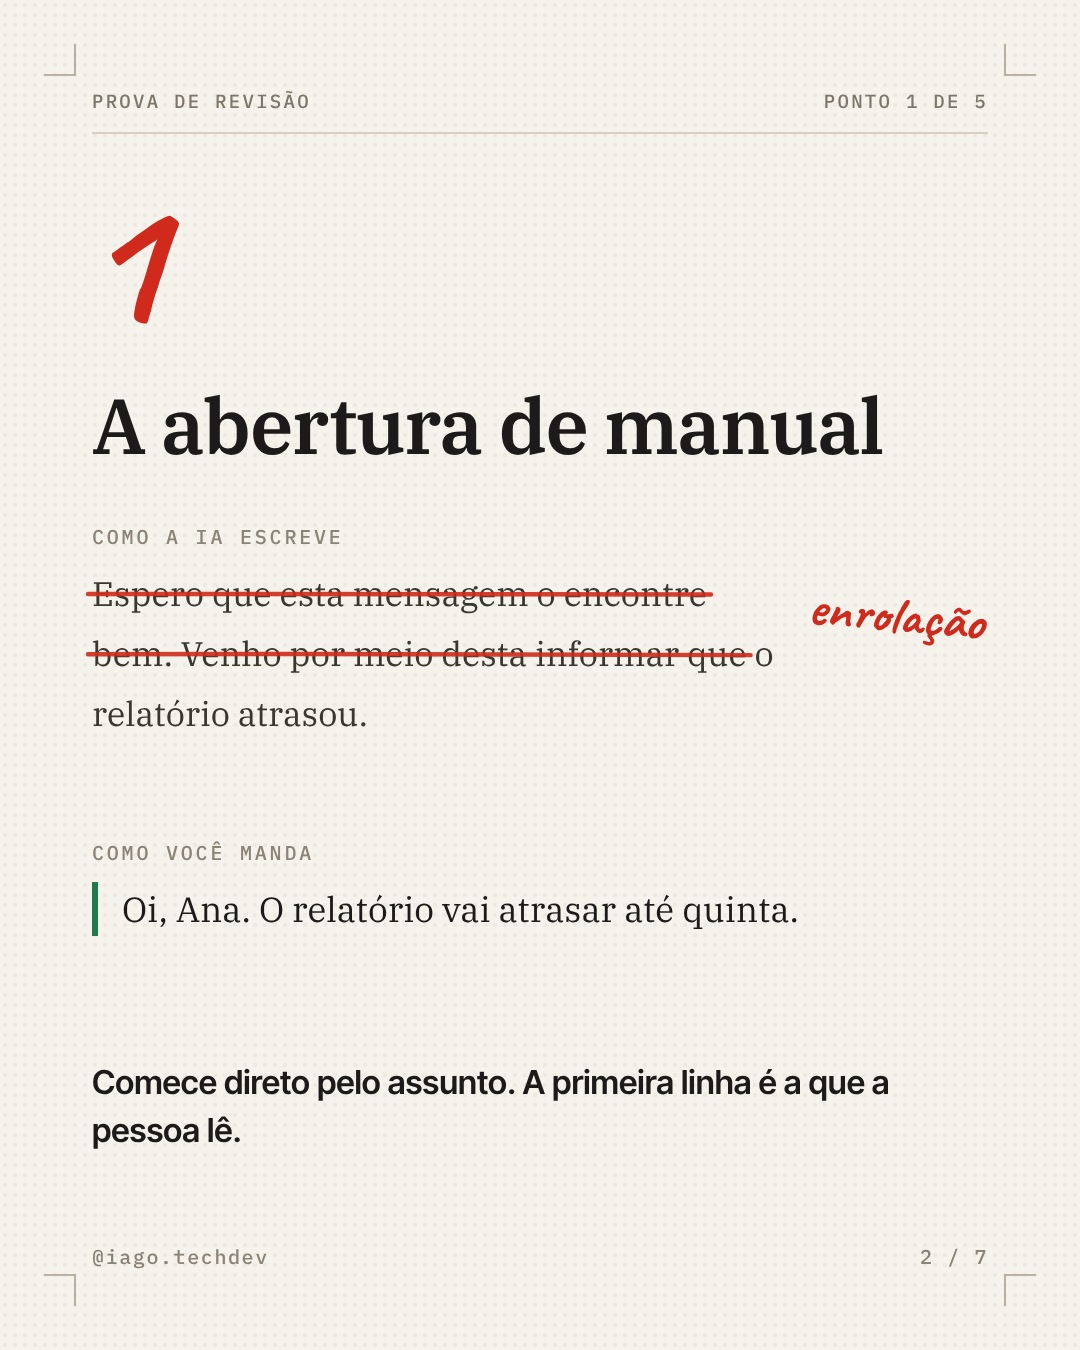 PROVA DE REVISÃO
PONTO 1 DE 5
1
A abertura de manual
COMO A IA ESCREVE
Espero que esta mensagem o encontre
bem. Venho por meio desta informar que o
relatório atrasou.
enrolação
COMO VOCÊ MANDA
Oi, Ana. O relatório vai atrasar até quinta.
Comece direto pelo assunto. A primeira linha é a que a
pessoa lê.
@iago.techdev
2 / 7